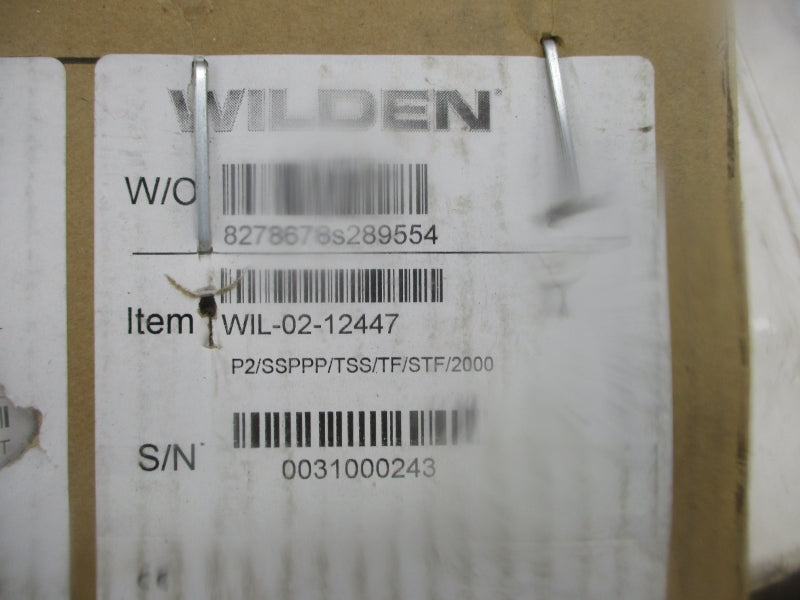 WILDEN
W/O
8278678s289554
Item WIL-02-12447
P2/SSPPP/TSS/TF/STF/2000
S/N
0031000243
T